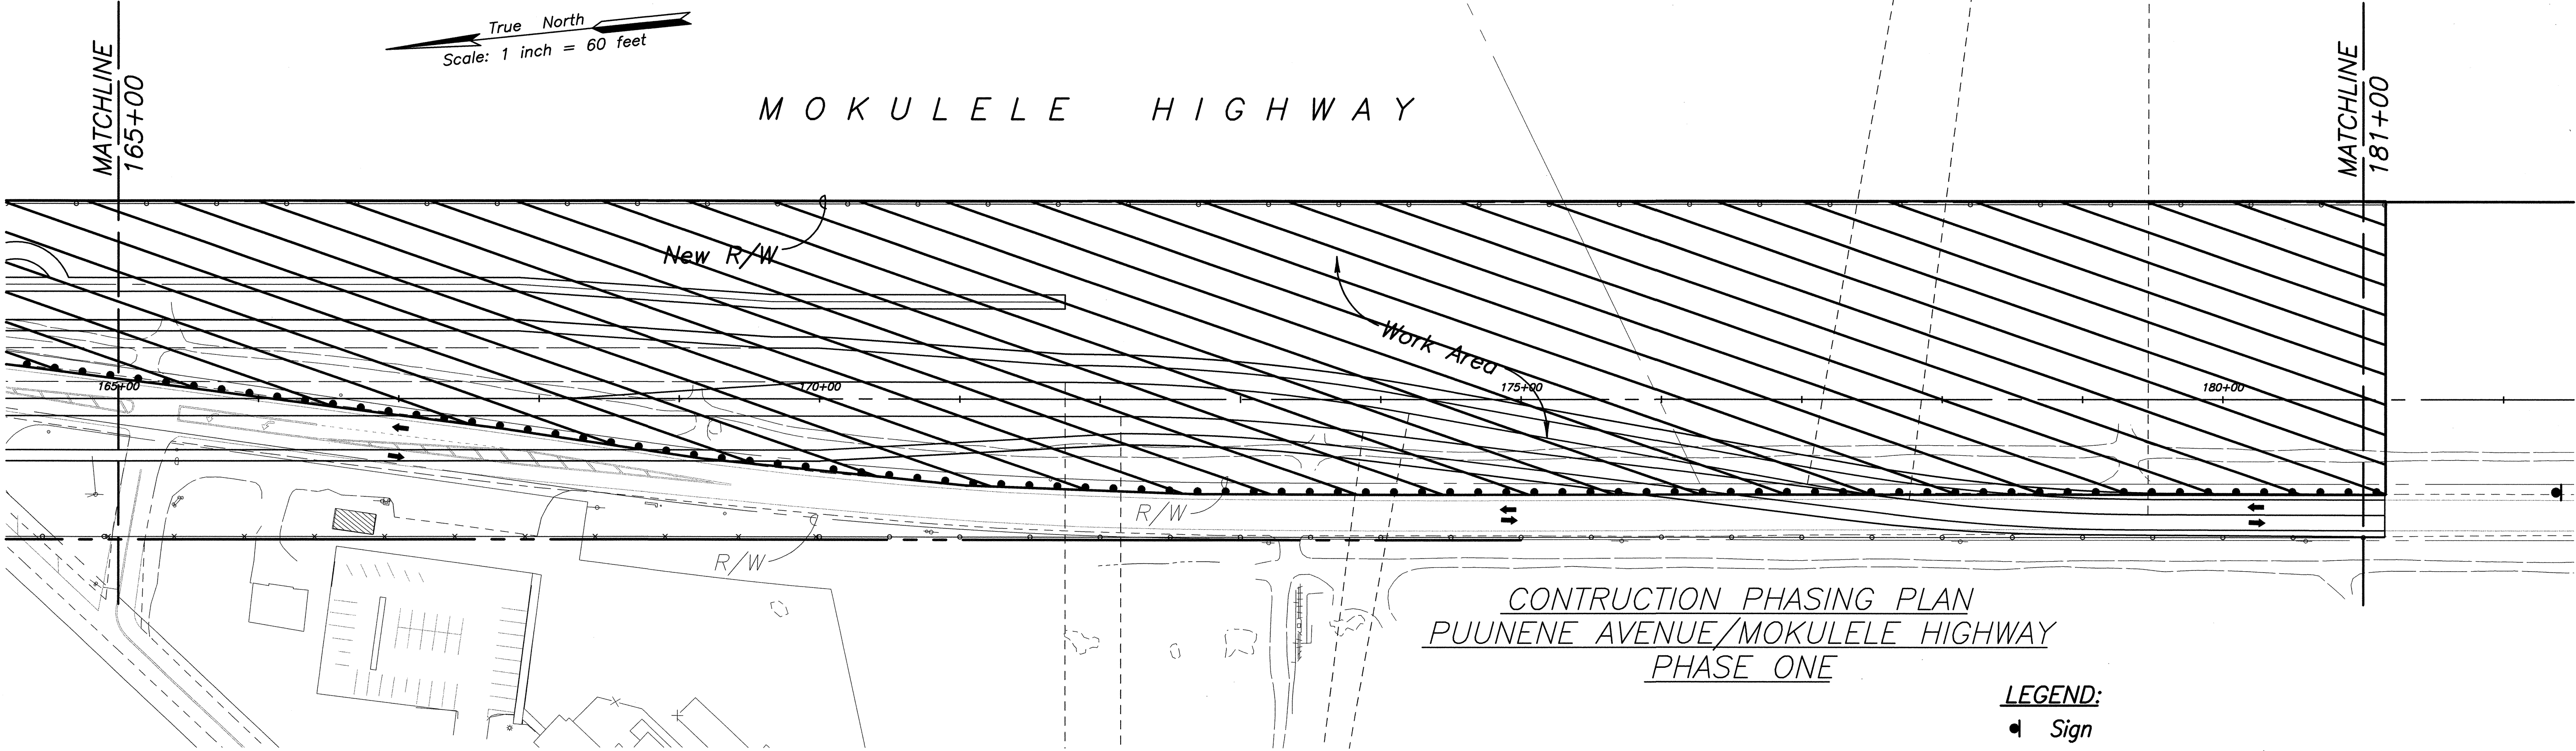 True North
Scale: 1 inch = 60 feet
MATCHLINE
165+00
MATCHLINE
181+00
MOKULELE HIGHWAY
New R/W
Work Area
165+00
170+00
175+00
180+00
R/W
R/W
CONTRUCTION PHASING PLAN
PUUNENE AVENUE/MOKULELE HIGHWAY
PHASE ONE
LEGEND:
Sign